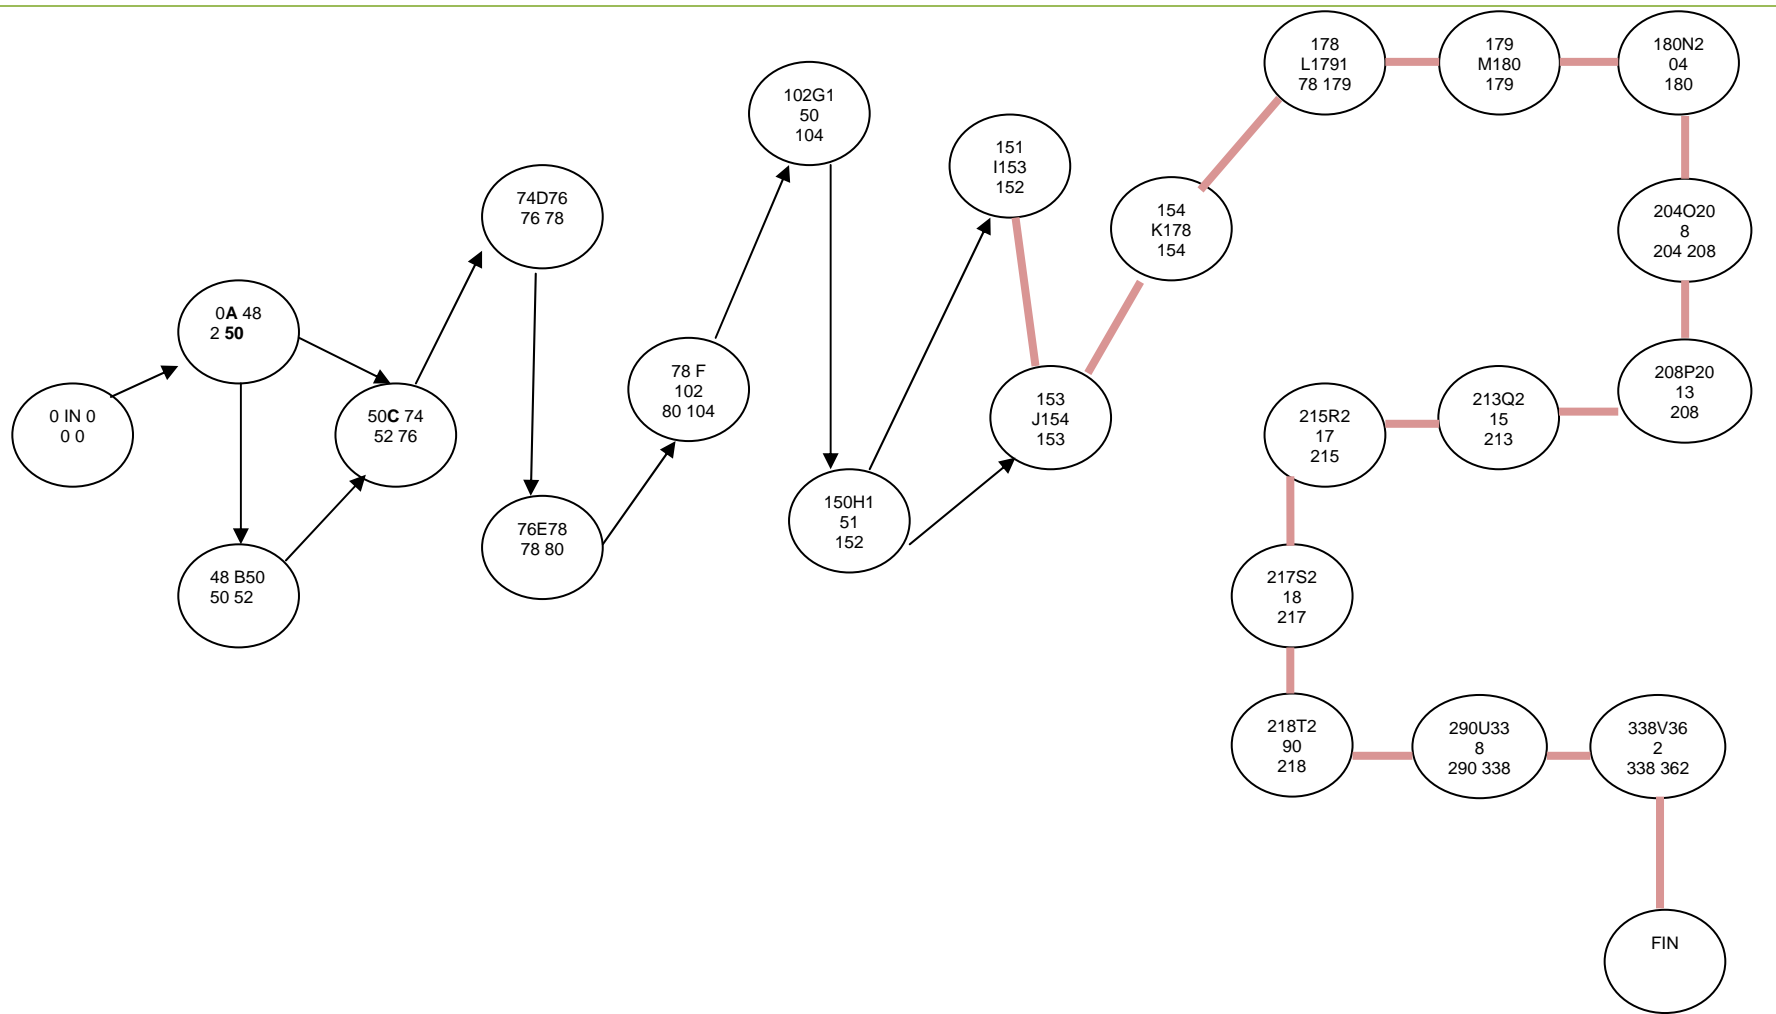 0 IN 0
0 0
0A 48
2 50
48 B50
50 52
50C 74
52 76
74D76
76 78
76E78
78 80
78 F
102
80 104
102G1
50
104
150H1
51
152
151
I153
152
153
J154
153
154
K178
154
178
L1791
78 179
179
M180
179
180N2
04
180
204O20
8
204 208
208P20
13
208
213Q2
15
213
215R2
17
215
217S2
18
217
218T2
90
218
290U33
8
290 338
338V36
2
338 362
FIN